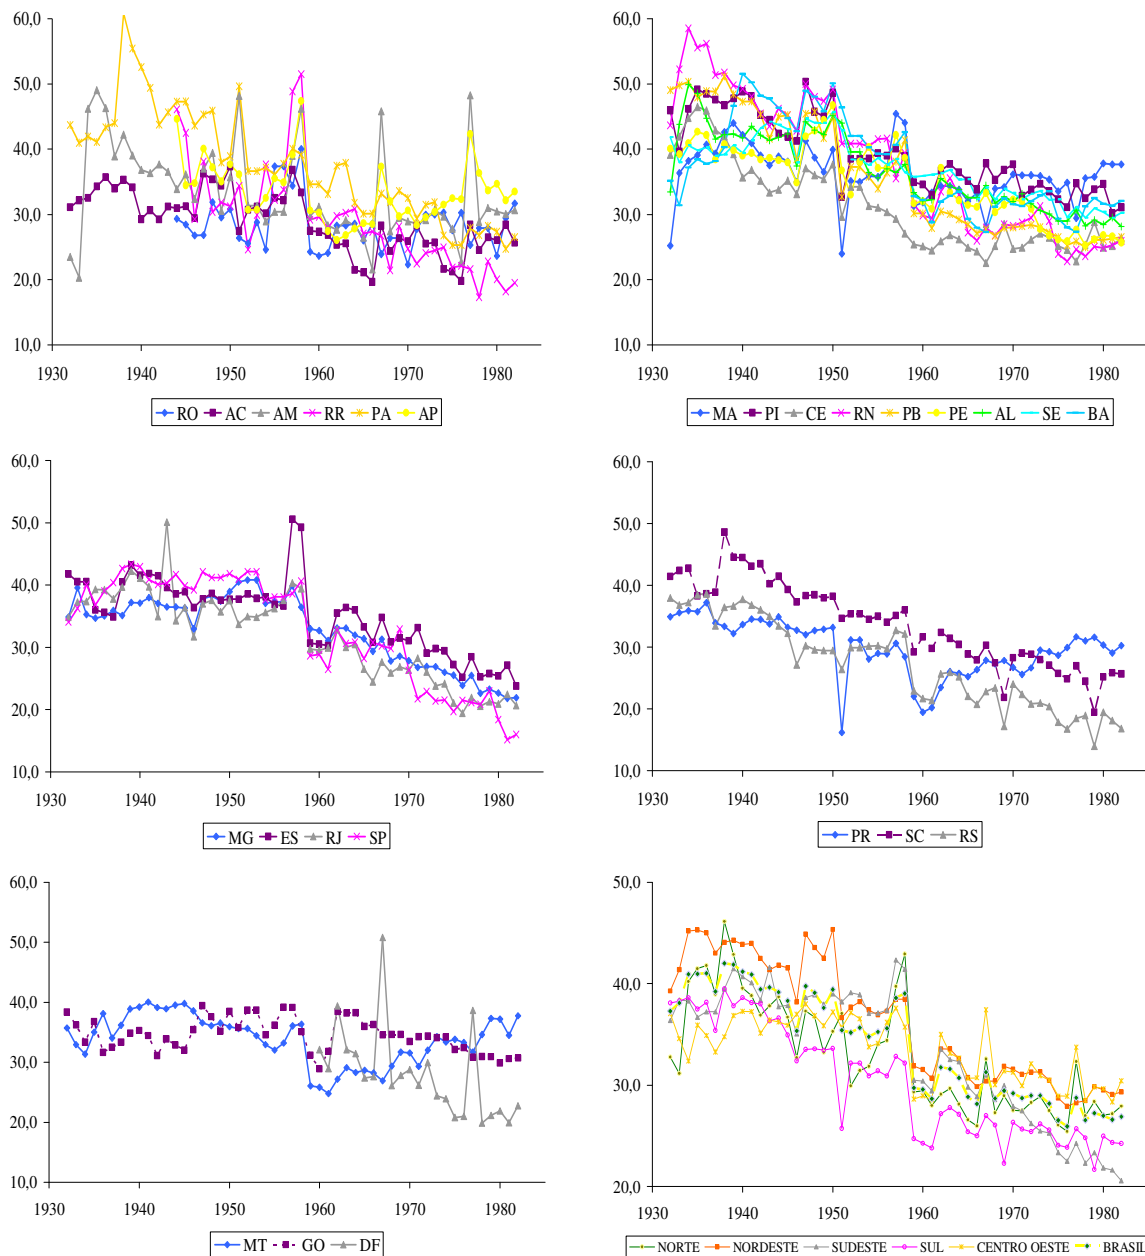 60,0
50,0
40,0
30,0
20,0
10,0
1930 1940 1950 1960 1970 1980
RO AC AM RR PA AP
60,0
50,0
40,0
30,0
20,0
10,0
1930 1940 1950 1960 1970 1980
MA PI CE RN PB PE AL SE BA
60,0
50,0
40,0
30,0
20,0
10,0
1930 1940 1950 1960 1970 1980
MG ES RJ SP
60,0
50,0
40,0
30,0
20,0
10,0
1930 1940 1950 1960 1970 1980
PR SC RS
60,0
50,0
40,0
30,0
20,0
10,0
1930 1940 1950 1960 1970 1980
MT GO DF
50,0
40,0
30,0
20,0
1930 1940 1950 1960 1970 1980
NORTE NORDESTE SUDESTE SUL CENTRO OESTE BRASIL